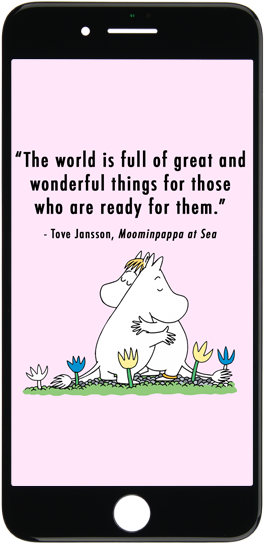 “The world is full of great and
wonderful things for those
who are ready for them.”
- Tove Jansson, Moominpappa at Sea